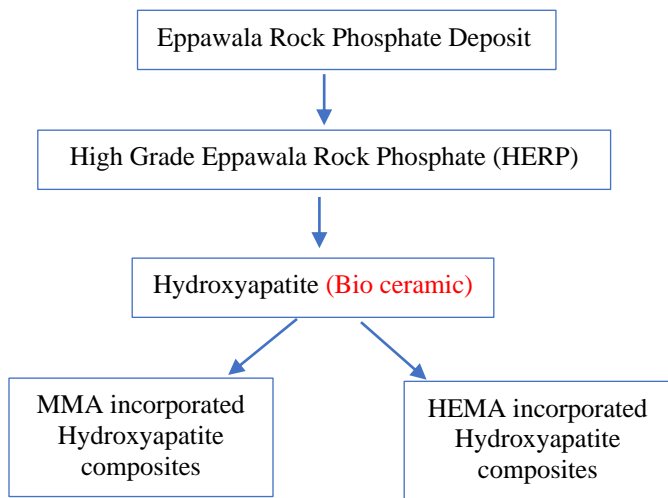 Eppawala Rock Phosphate Deposit
High Grade Eppawala Rock Phosphate (HERP)
Hydroxyapatite (Bio ceramic)
MMA incorporated
Hydroxyapatite
composites
HEMA incorporated
Hydroxyapatite
composites